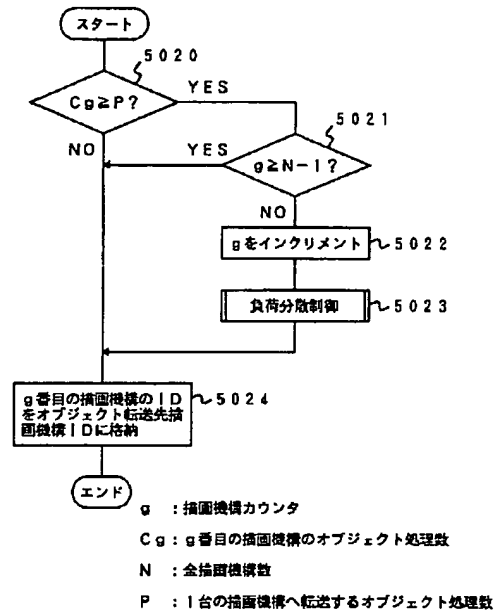 スタート
5020
Cg≧P?
YES
NO
5021
YES
g≧N-1?
NO
gをインクリメント
5022
負荷分散制御
5023
g番目の描画機構のID
をオブジェクト転送先描
画機構IDに格納
5024
エンド
g :描画機構カウンタ
Cg:g番目の描画機構のオブジェクト処理数
N :全描画機構数
P :1台の描画機構へ転送するオブジェクト処理数